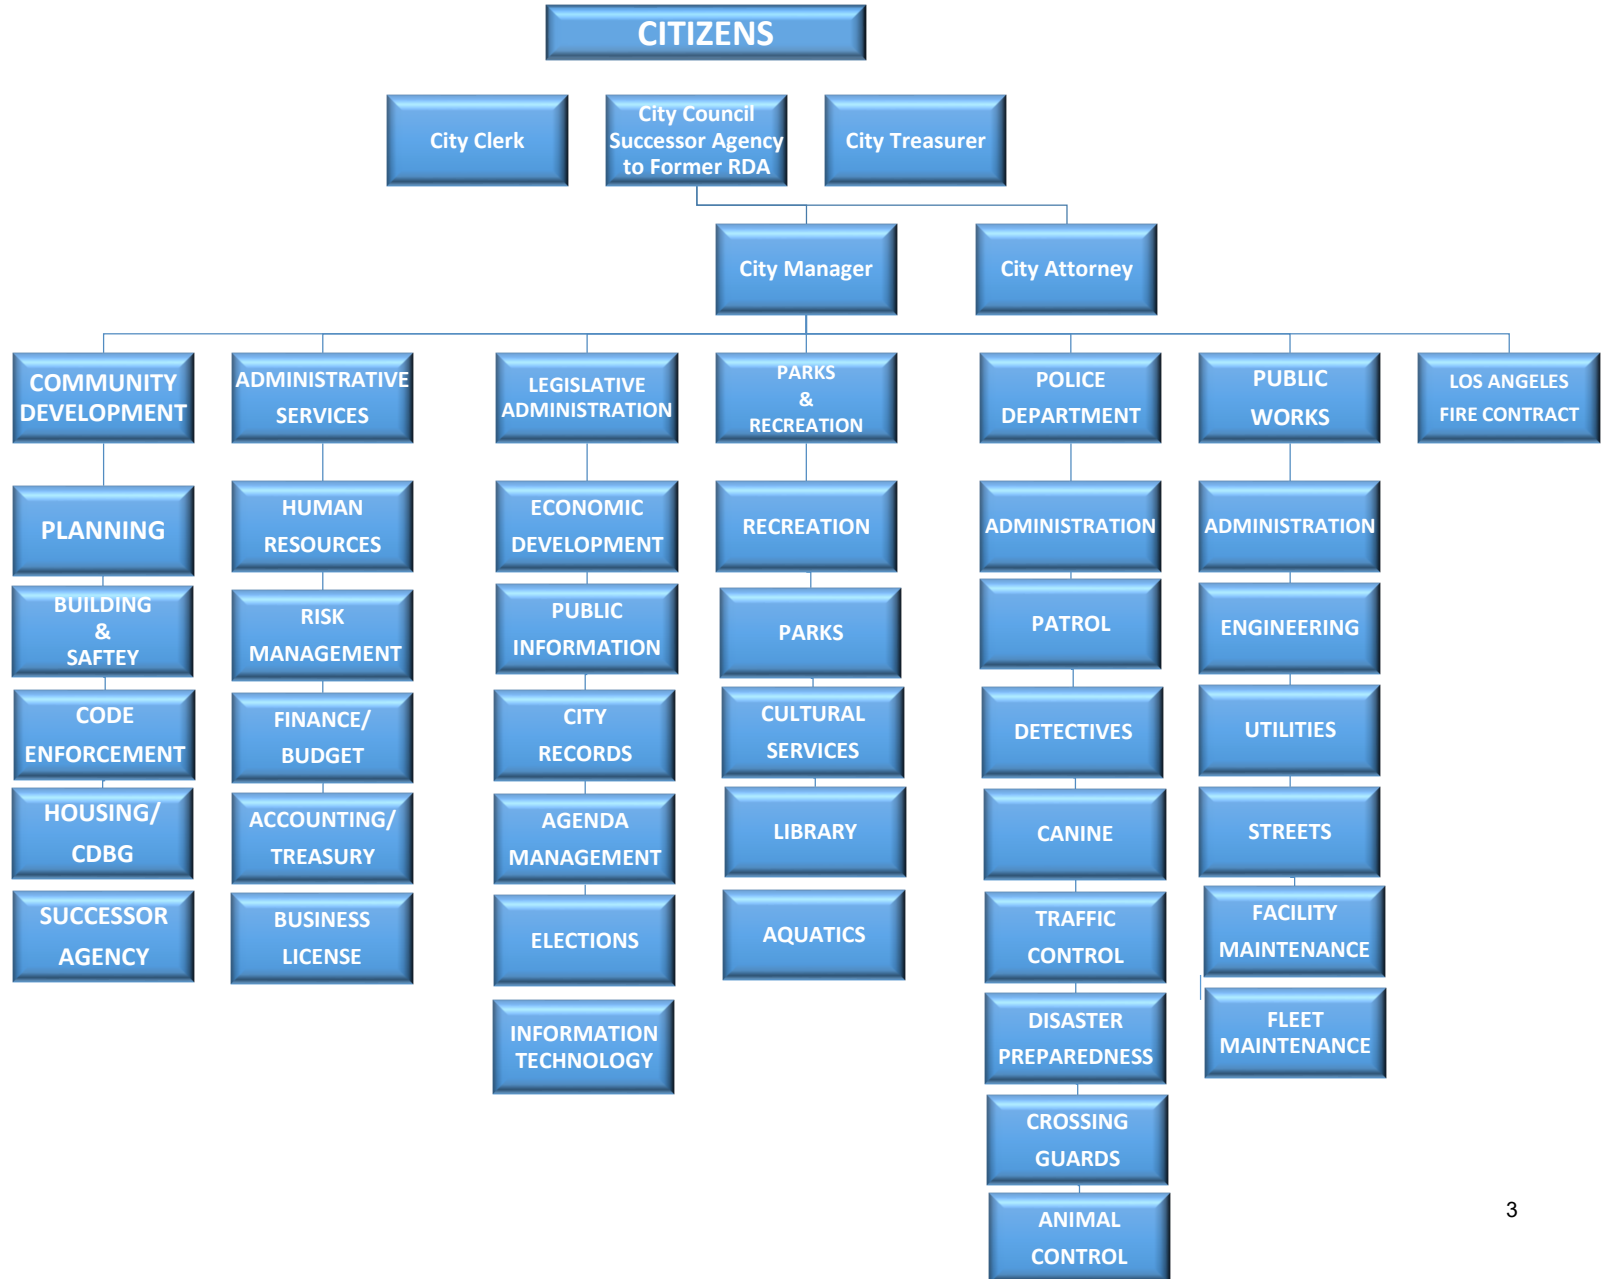 CITIZENS
City Clerk
City Council
Successor Agency
to Former RDA
City Treasurer
City Manager
City Attorney
COMMUNITY
DEVELOPMENT
PLANNING
BUILDING
&
SAFTEY
CODE
ENFORCEMENT
HOUSING/
CDBG
SUCCESSOR
AGENCY
ADMINISTRATIVE
SERVICES
HUMAN
RESOURCES
RISK
MANAGEMENT
FINANCE/
BUDGET
ACCOUNTING/
TREASURY
BUSINESS
LICENSE
LEGISLATIVE
ADMINISTRATION
ECONOMIC
DEVELOPMENT
PUBLIC
INFORMATION
CITY
RECORDS
AGENDA
MANAGEMENT
ELECTIONS
INFORMATION
TECHNOLOGY
PARKS
&
RECREATION
RECREATION
PARKS
CULTURAL
SERVICES
LIBRARY
AQUATICS
POLICE
DEPARTMENT
ADMINISTRATION
PATROL
DETECTIVES
CANINE
TRAFFIC
CONTROL
DISASTER
PREPAREDNESS
CROSSING
GUARDS
ANIMAL
CONTROL
PUBLIC
WORKS
ADMINISTRATION
ENGINEERING
UTILITIES
STREETS
FACILITY
MAINTENANCE
FLEET
MAINTENANCE
LOS ANGELES
FIRE CONTRACT
3